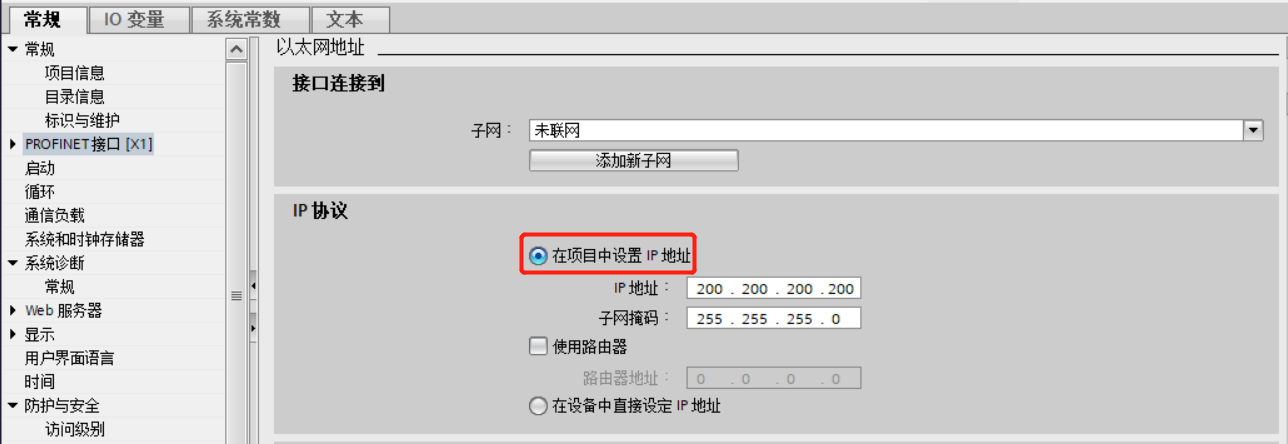 常规 IO 变量 系统常数 文本
常规
项目信息
目录信息
标识与维护
PROFINET接口 [X1]
启动
循环
通信负载
系统和时钟存储器
系统诊断
常规
Web 服务器
显示
用户界面语言
时间
防护与安全
访问级别
以太网地址
接口连接到
子网： 未联网
添加新子网
IP 协议
在项目中设置 IP 地址
IP 地址： 200 . 200 . 200 . 200
子网掩码： 255 . 255 . 255 . 0
使用路由器
路由器地址： 0 . 0 . 0 . 0
在设备中直接设定 IP 地址